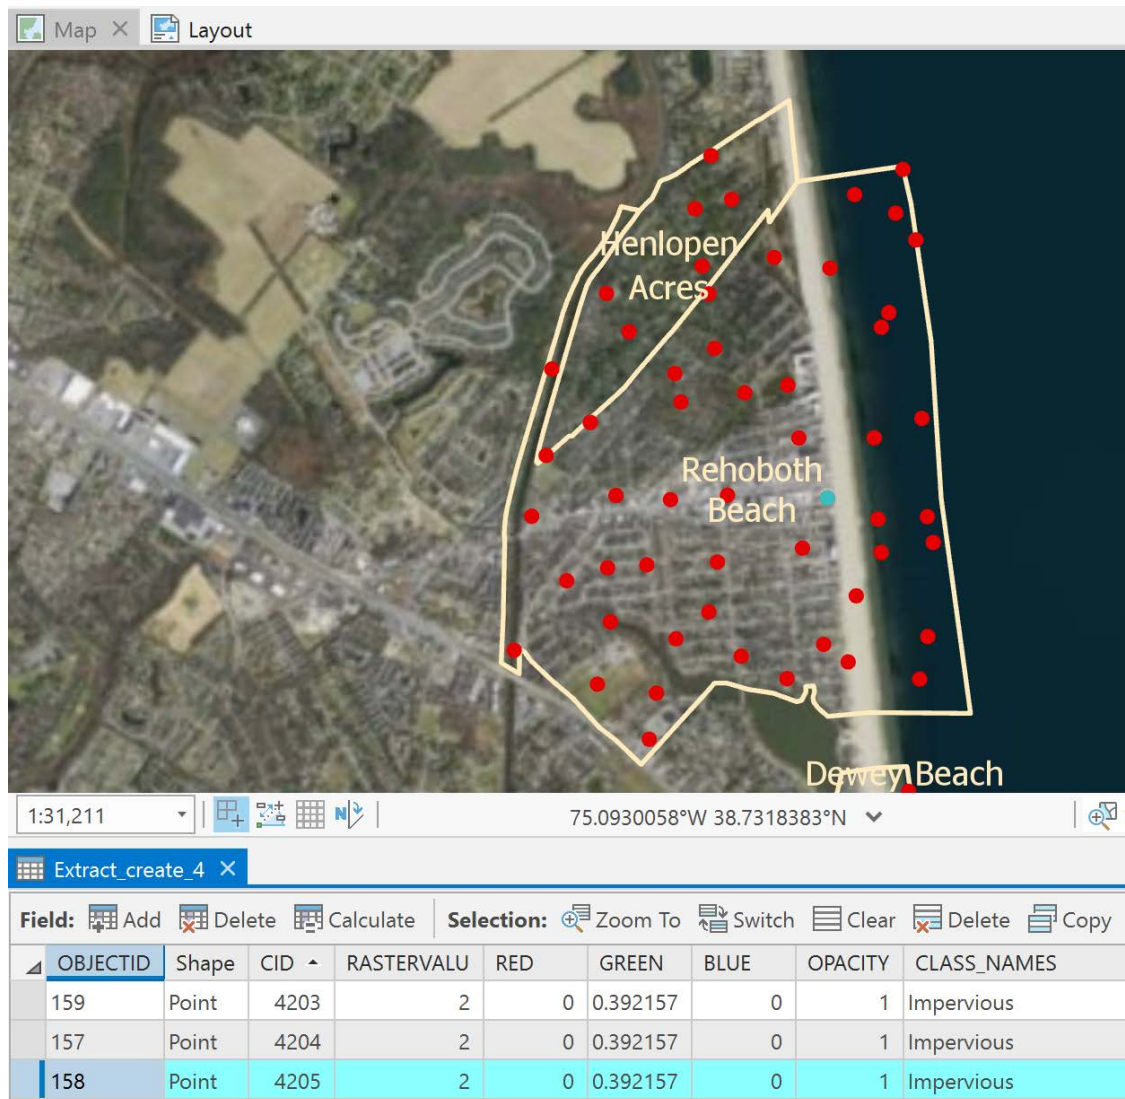 Map Layout
Henlopen
Acres
Rehoboth
Beach
Dewey Beach
1:31,211 N 75.0930058°W 38.7318383°N
Extract_create_4
Field: Add Delete Calculate Selection: Zoom To Switch Clear Delete Copy
OBJECTID Shape CID RASTERVALU RED GREEN BLUE OPACITY CLASS_NAMES
159 Point 4203 2 0 0.392157 0 1 Impervious
157 Point 4204 2 0 0.392157 0 1 Impervious
158 Point 4205 2 0 0.392157 0 1 Impervious